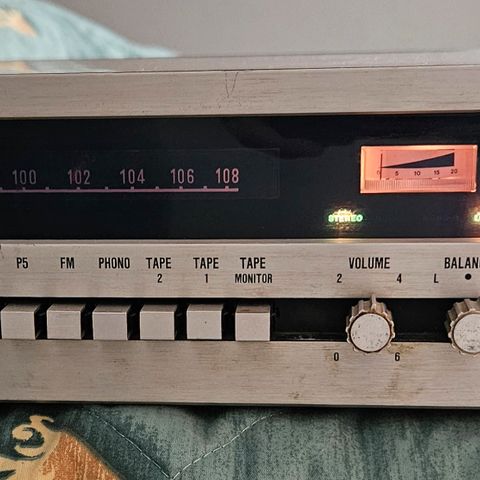 100 102 104 106 108
0 5 10 15 20
STEREO
P5 FM PHONO TAPE 2 TAPE 1 TAPE MONITOR
VOLUME
2 4
0 6
BALAN
L